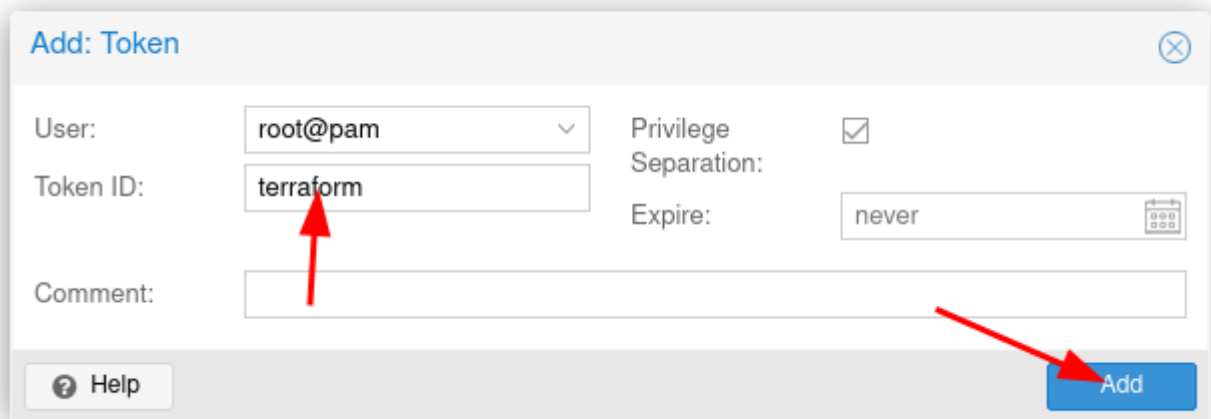 Add: Token
User:
root@pam
Token ID:
terraform
Privilege
Separation:
Expire:
never
Comment:
Help
Add